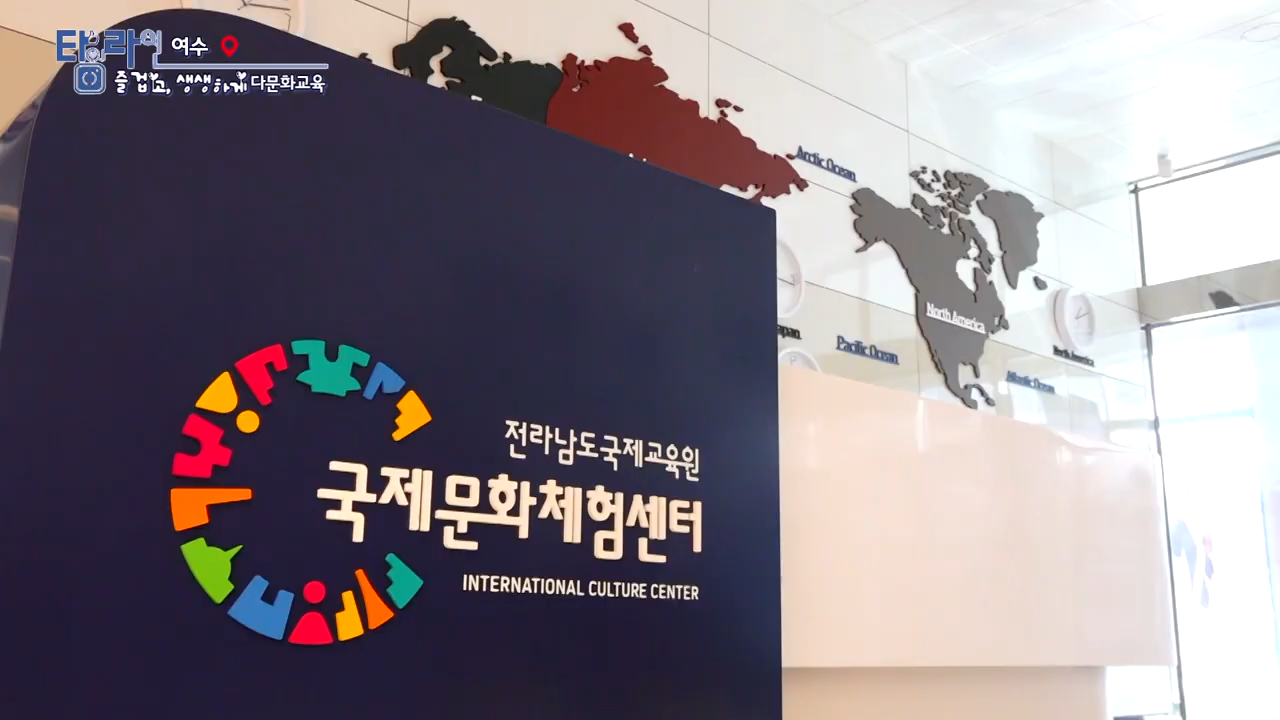 여수
즐겁고, 생생하게 다문화교육
전라남도국제교육원
국제문화체험센터
INTERNATIONAL CULTURE CENTER
Arctic Ocean
North America
Pacific Ocean
North America
Atlantic Ocean